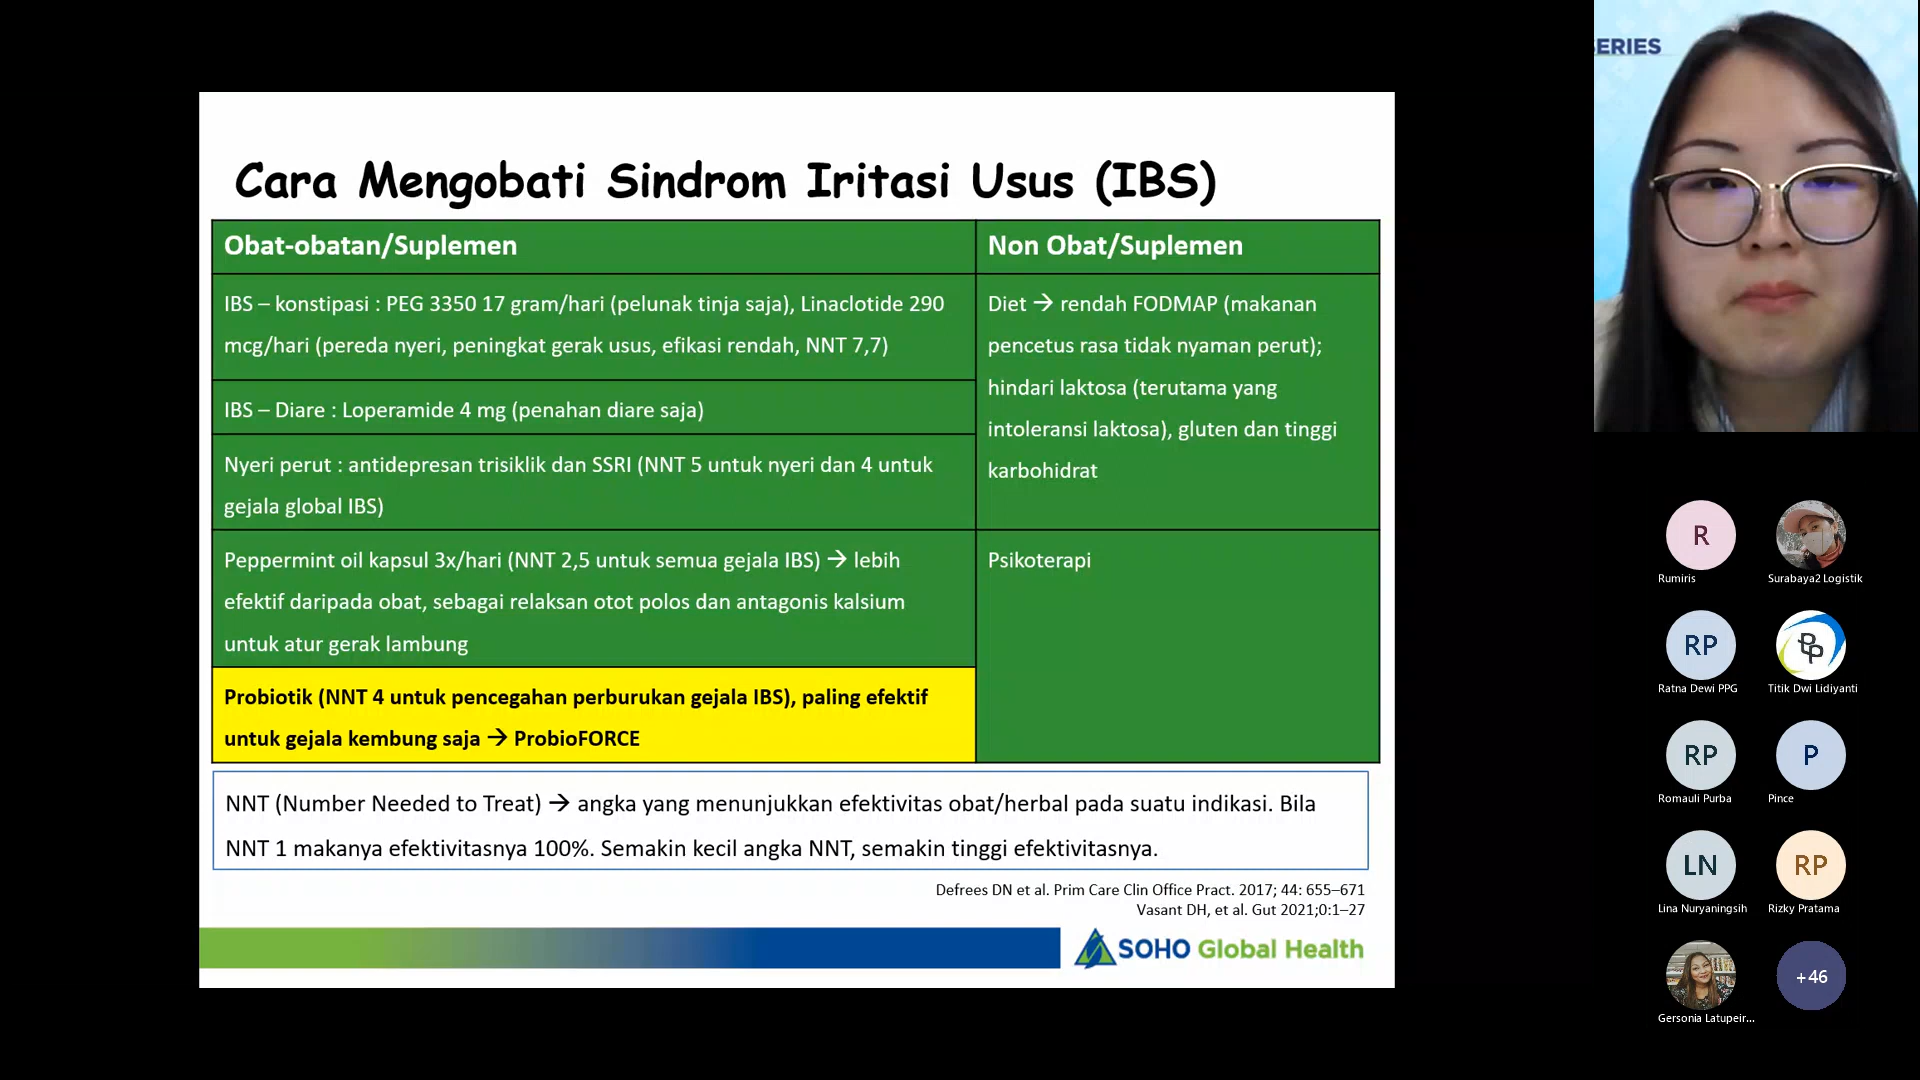 ERIES
Cara Mengobati Sindrom Iritasi Usus (IBS)
Obat-obatan/Suplemen
Non Obat/Suplemen
IBS – konstipasi : PEG 3350 17 gram/hari (pelunak tinja saja), Linaclotide 290
mcg/hari (pereda nyeri, peningkat gerak usus, efikasi rendah, NNT 7,7)
IBS – Diare : Loperamide 4 mg (penahan diare saja)
Nyeri perut : antidepresan trisiklik dan SSRI (NNT 5 untuk nyeri dan 4 untuk
gejala global IBS)
Diet → rendah FODMAP (makanan
pencetus rasa tidak nyaman perut);
hindari laktosa (terutama yang
intoleransi laktosa), gluten dan tinggi
karbohidrat
Peppermint oil kapsul 3x/hari (NNT 2,5 untuk semua gejala IBS) → lebih
efektif daripada obat, sebagai relaksan otot polos dan antagonis kalsium
untuk atur gerak lambung
Probiotik (NNT 4 untuk pencegahan perburukan gejala IBS), paling efektif
untuk gejala kembung saja → ProbioFORCE
Psikoterapi
NNT (Number Needed to Treat) → angka yang menunjukkan efektivitas obat/herbal pada suatu indikasi. Bila
NNT 1 makanya efektivitasnya 100%. Semakin kecil angka NNT, semakin tinggi efektivitasnya.
Defrees DN et al. Prim Care Clin Office Pract. 2017; 44: 655–671
Vasant DH, et al. Gut 2021;0:1–27
SOHO Global Health
R
Rumiris
Surabaya2 Logistik
RP
Ratna Dewi PPG
Titik Dwi Lidiyanti
RP
Romauli Purba
P
Pince
LN
Lina Nuryaningsih
RP
Rizky Pratama
Gersonia Latupeir...
+46